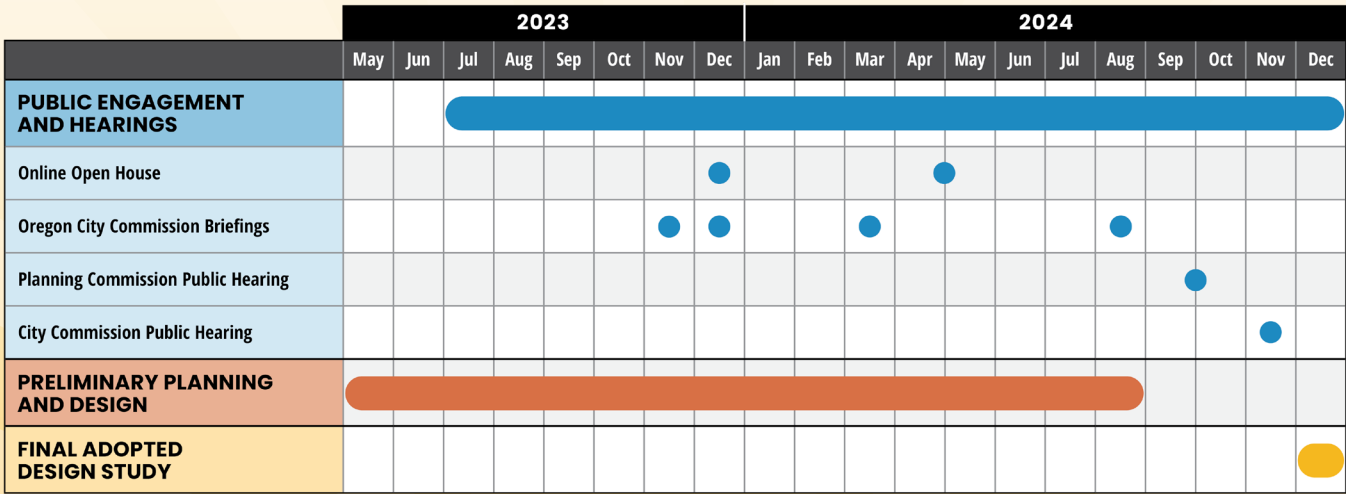 2023 2024
May Jun Jul Aug Sep Oct Nov Dec Jan Feb Mar Apr May Jun Jul Aug Sep Oct Nov Dec
PUBLIC ENGAGEMENT
AND HEARINGS
Online Open House
Oregon City Commission Briefings
Planning Commission Public Hearing
City Commission Public Hearing
PRELIMINARY PLANNING
AND DESIGN
FINAL ADOPTED
DESIGN STUDY